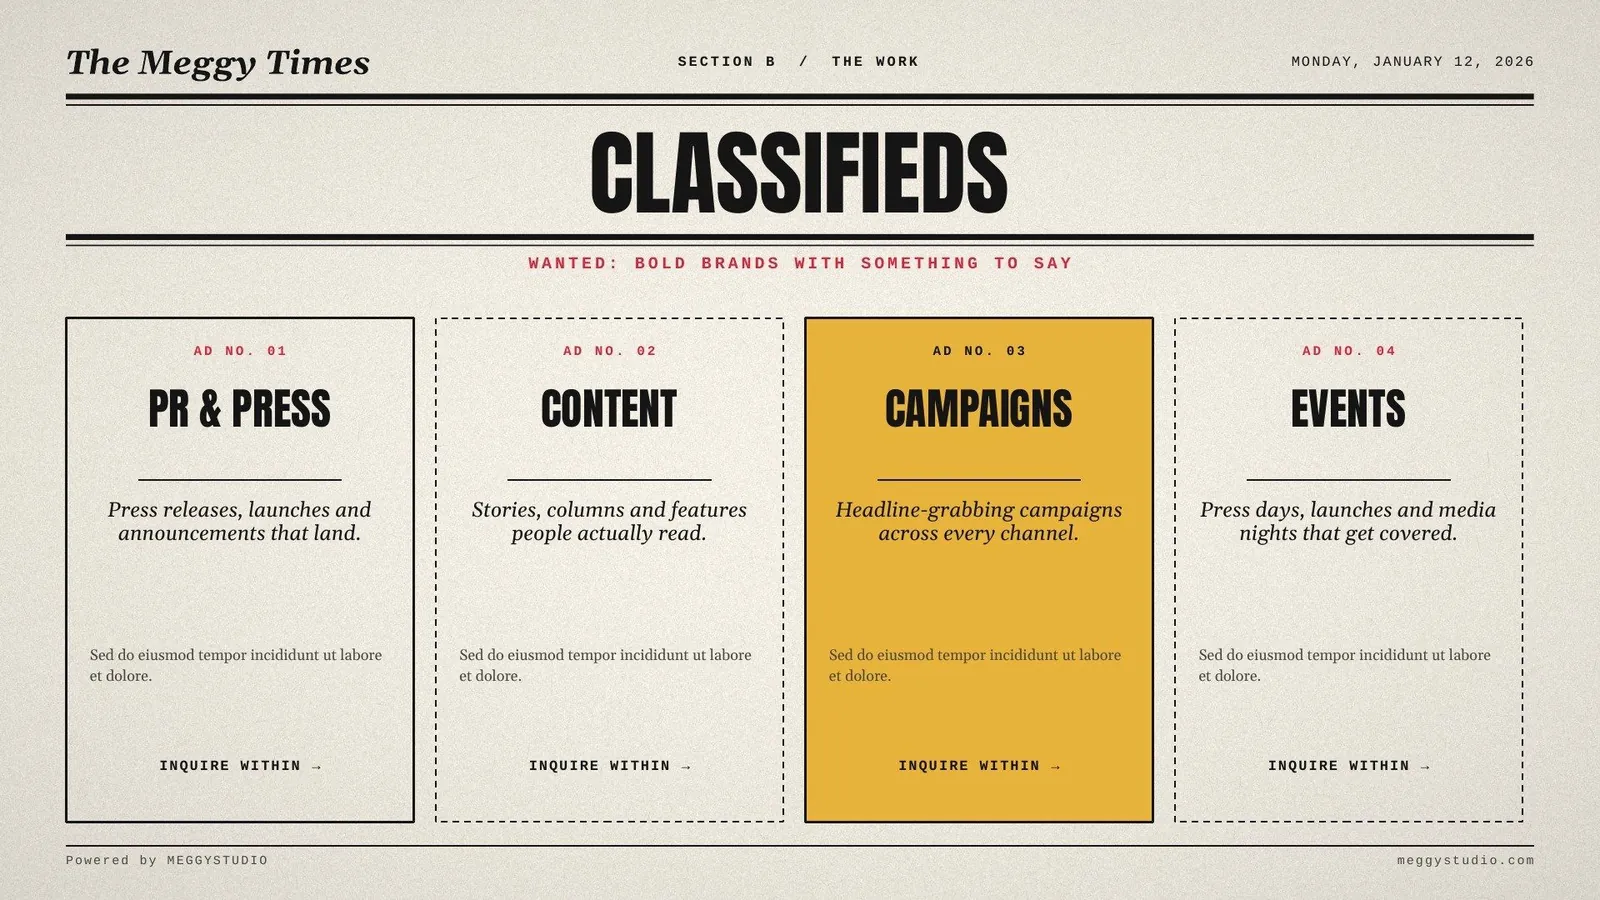 The Meggy Times
SECTION B / THE WORK
MONDAY, JANUARY 12, 2026
CLASSIFIEDS
WANTED: BOLD BRANDS WITH SOMETHING TO SAY
AD NO. 01
PR & PRESS
Press releases, launches and
announcements that land.
Sed do eiusmod tempor incididunt ut labore
et dolore.
INQUIRE WITHIN →
AD NO. 02
CONTENT
Stories, columns and features
people actually read.
Sed do eiusmod tempor incididunt ut labore
et dolore.
INQUIRE WITHIN →
AD NO. 03
CAMPAIGNS
Headline-grabbing campaigns
across every channel.
Sed do eiusmod tempor incididunt ut labore
et dolore.
INQUIRE WITHIN →
AD NO. 04
EVENTS
Press days, launches and media
nights that get covered.
Sed do eiusmod tempor incididunt ut labore
et dolore.
INQUIRE WITHIN →
Powered by MEGGYSTUDIO
meggystudio.com